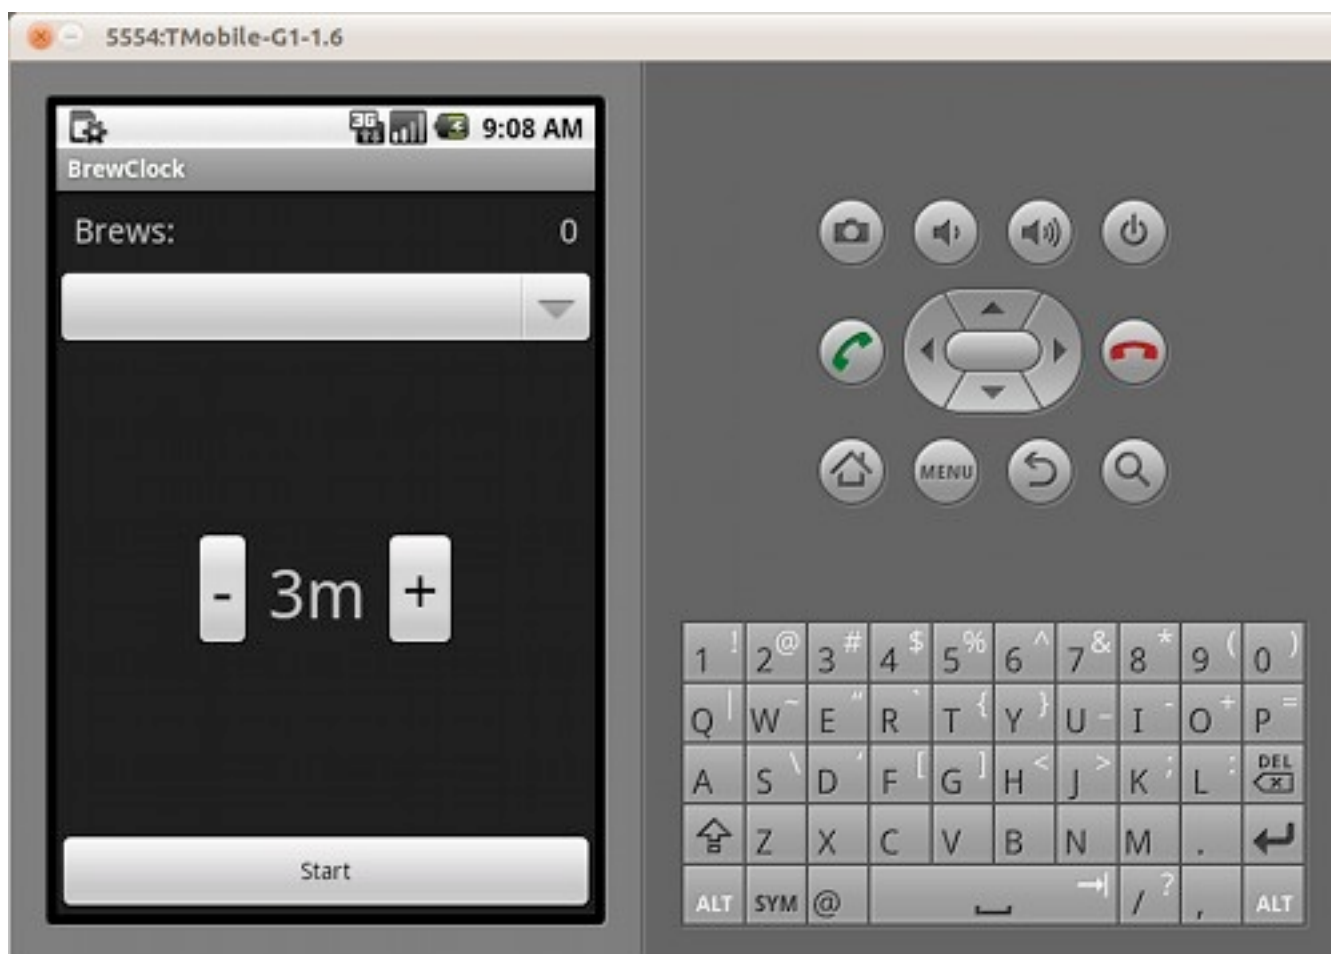 5554:TMobile-G1-1.6
3G 9:08 AM
BrewClock
Brews: 0
- 3m +
Start
MENU
1 ! 2 @ 3 # 4 $ 5 % 6 ^ 7 & 8 * 9 ( 0 )
Q | W ~ E " R ` T { Y } U _ I - O + P =
A S \ D ' F [ G ] H < J > K ; L : DEL
Z X C V B N M .
ALT SYM @ / ? , ALT